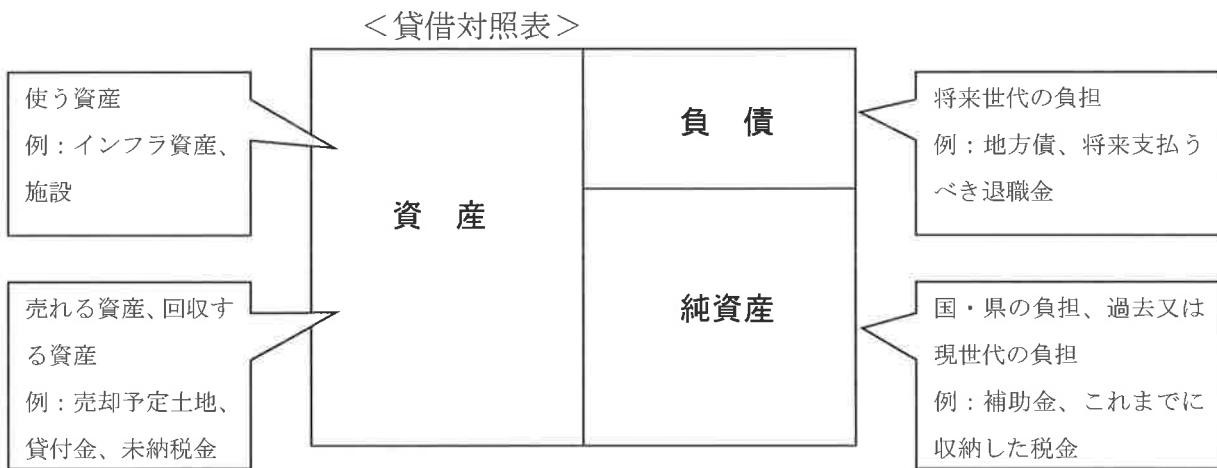 ＜貸借対照表＞
使う資産
例：インフラ資産、
施設
売れる資産、回収す
る資産
例：売却予定土地、
貸付金、未納税金
資　産
負　債
純資産
将来世代の負担
例：地方債、将来支払う
べき退職金
国・県の負担、過去又は
現世代の負担
例：補助金、これまでに
収納した税金